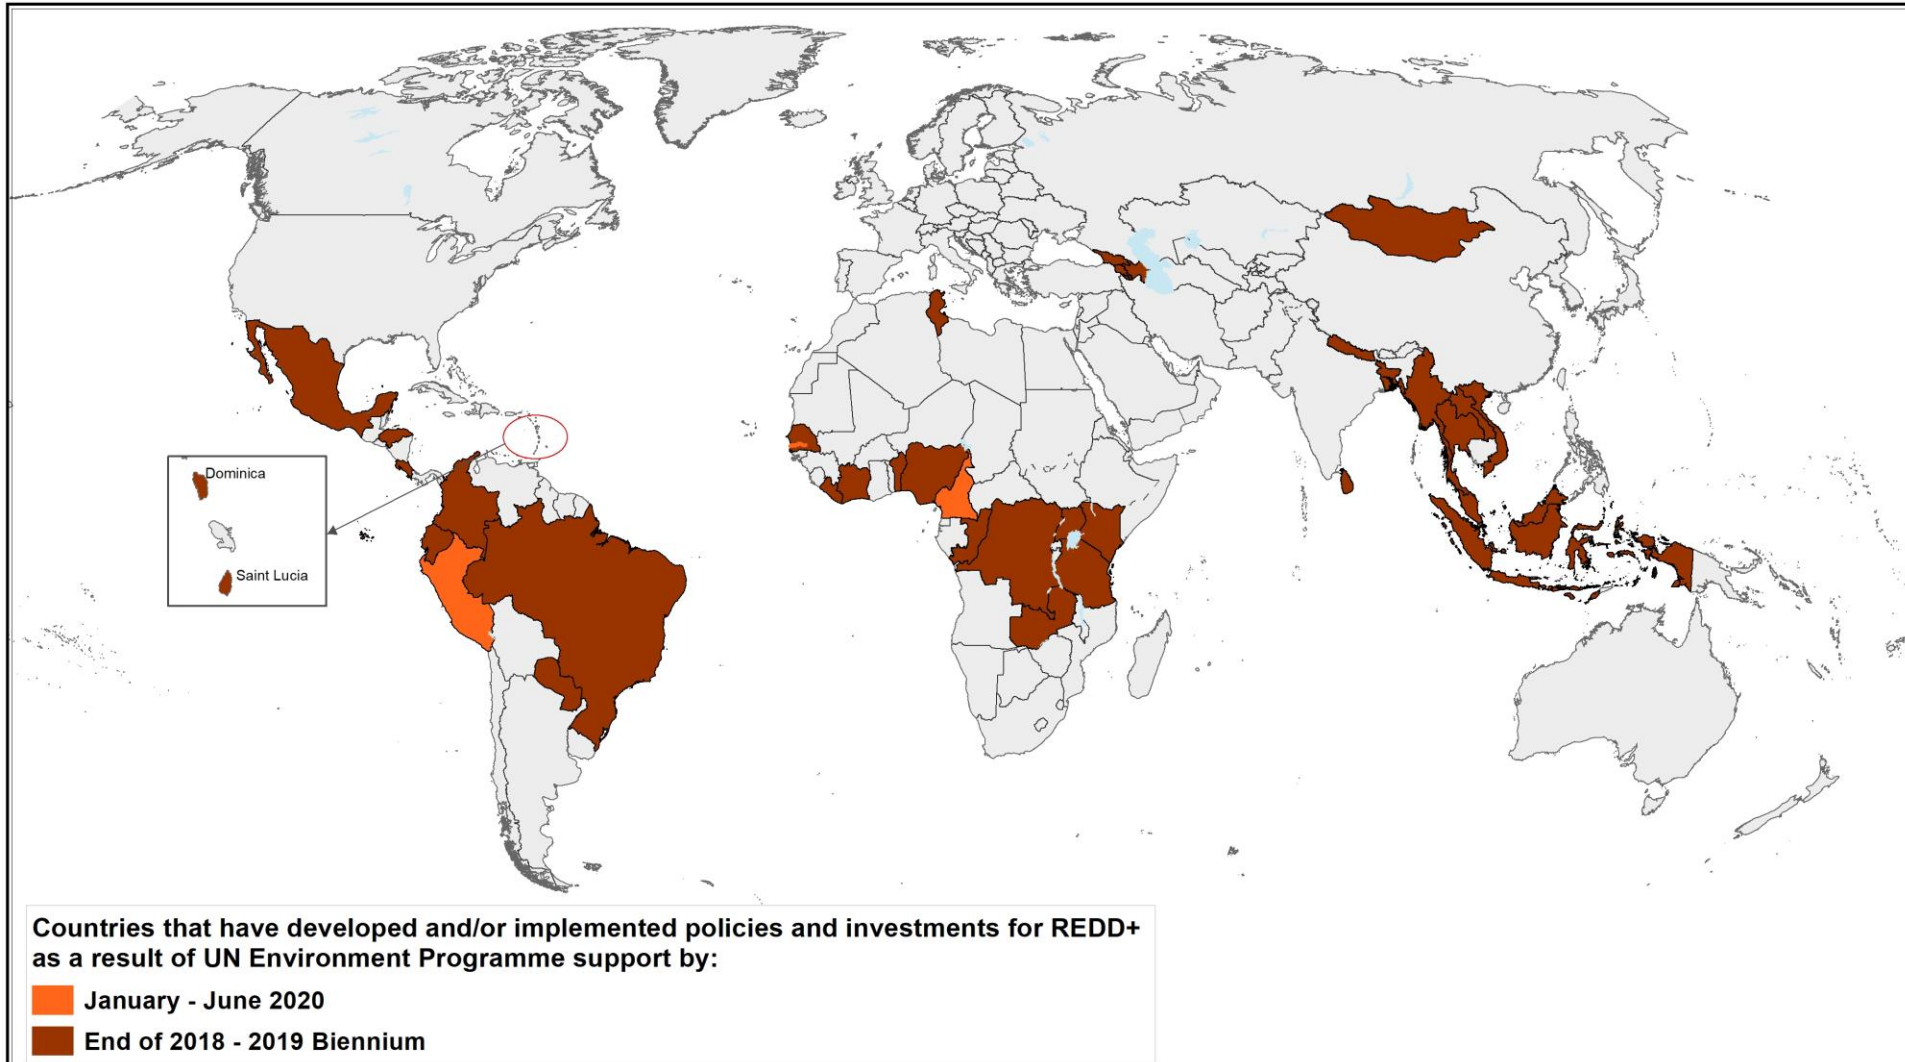 Dominica
Saint Lucia
Countries that have developed and/or implemented policies and investments for REDD+
as a result of UN Environment Programme support by:
January - June 2020
End of 2018 - 2019 Biennium